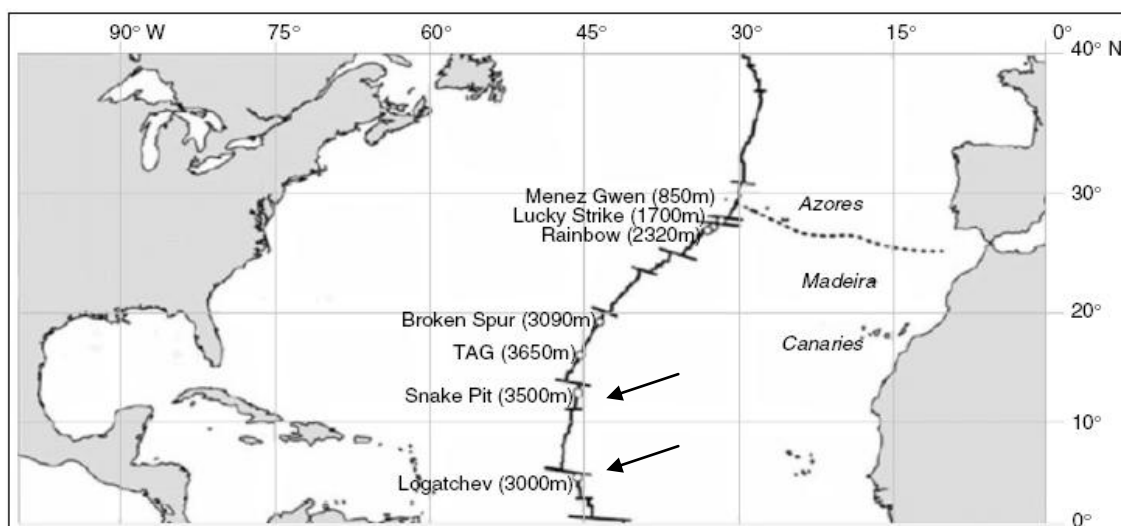 90° W 75° 60° 45° 30° 15° 0°
40° N
Menez Gwen (850m)
30°
Azores
Lucky Strike (1700m)
Rainbow (2320m)
Madeira
20°
Broken Spur (3090m)
Canaries
TAG (3650m)
Snake Pit (3500m)
10°
Logatchev (3000m)
0°